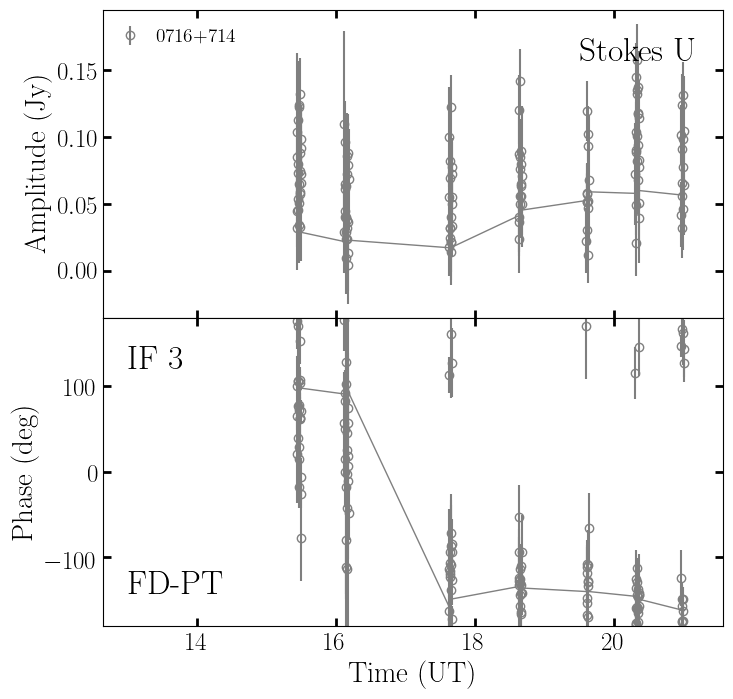 0716+714
Stokes U
0.15
0.10
0.05
0.00
Amplitude (Jy)
IF 3
100
0
−100
Phase (deg)
FD-PT
14 16 18 20
Time (UT)